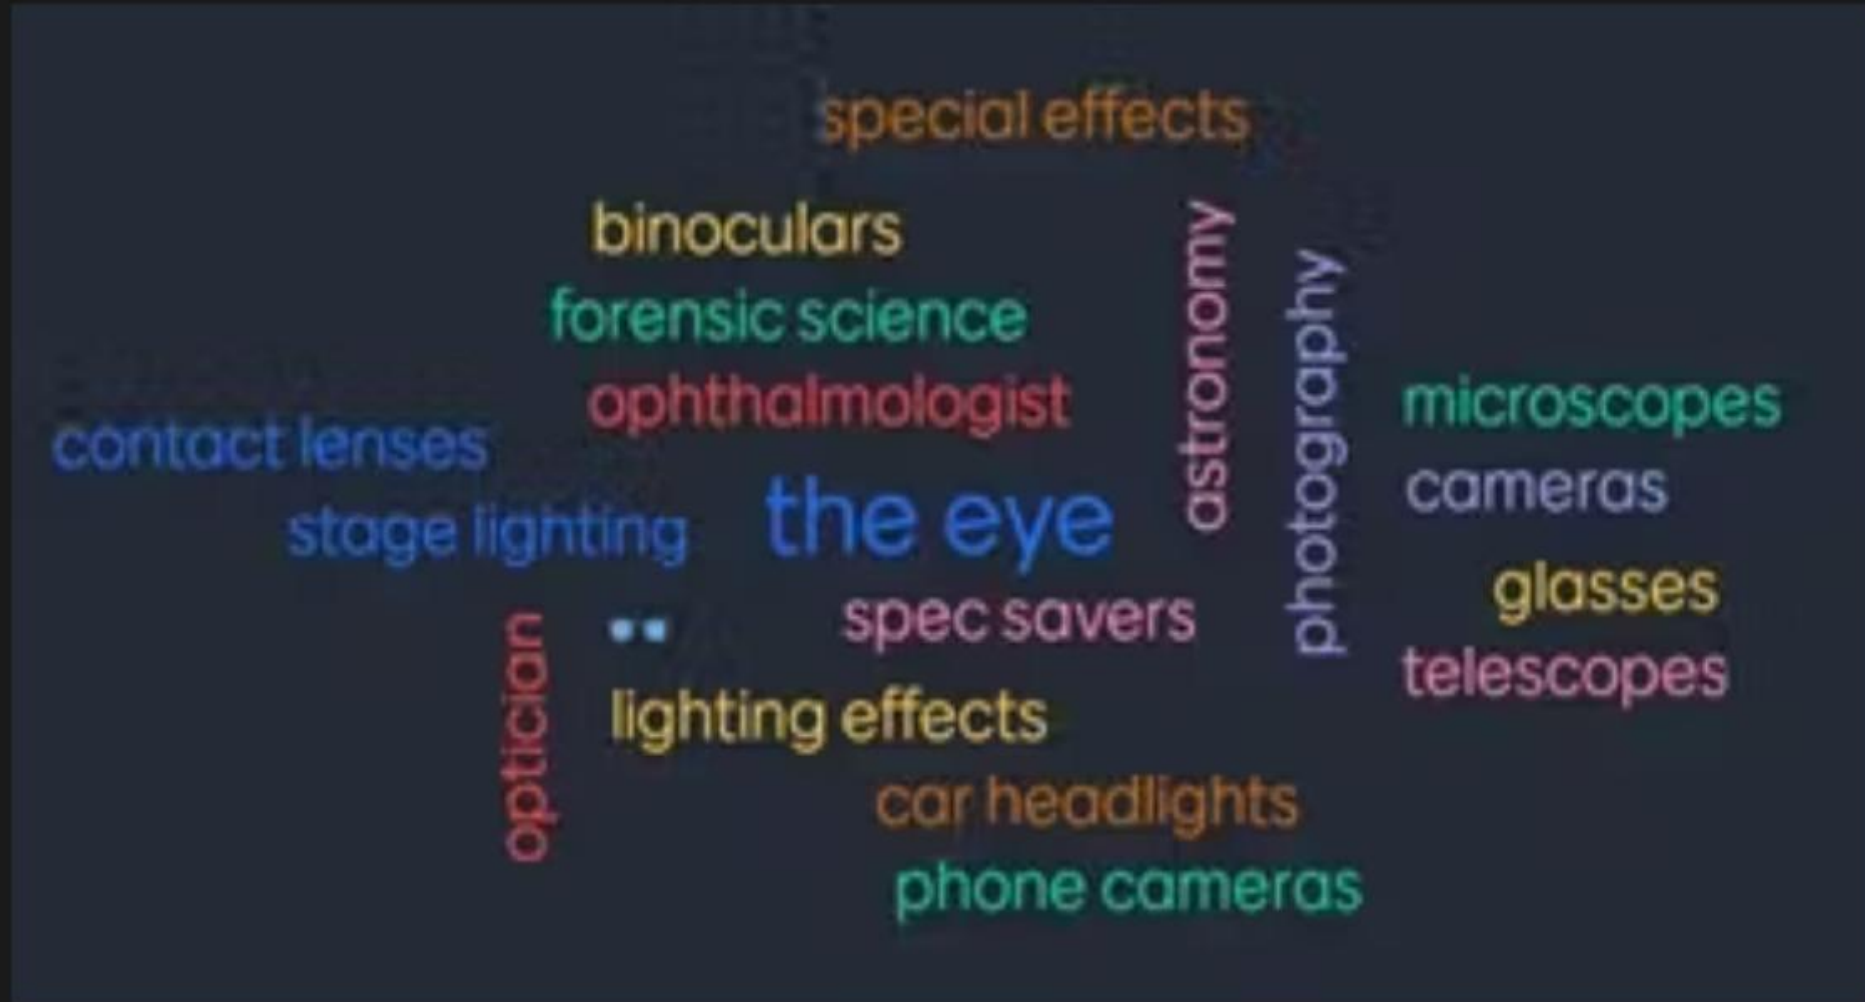 special effects
binoculars
astronomy
photography
forensic science
ophthalmologist
microscopes
contact lenses
cameras
stage lighting
the eye
glasses
optician
..
spec savers
telescopes
lighting effects
car headlights
phone cameras